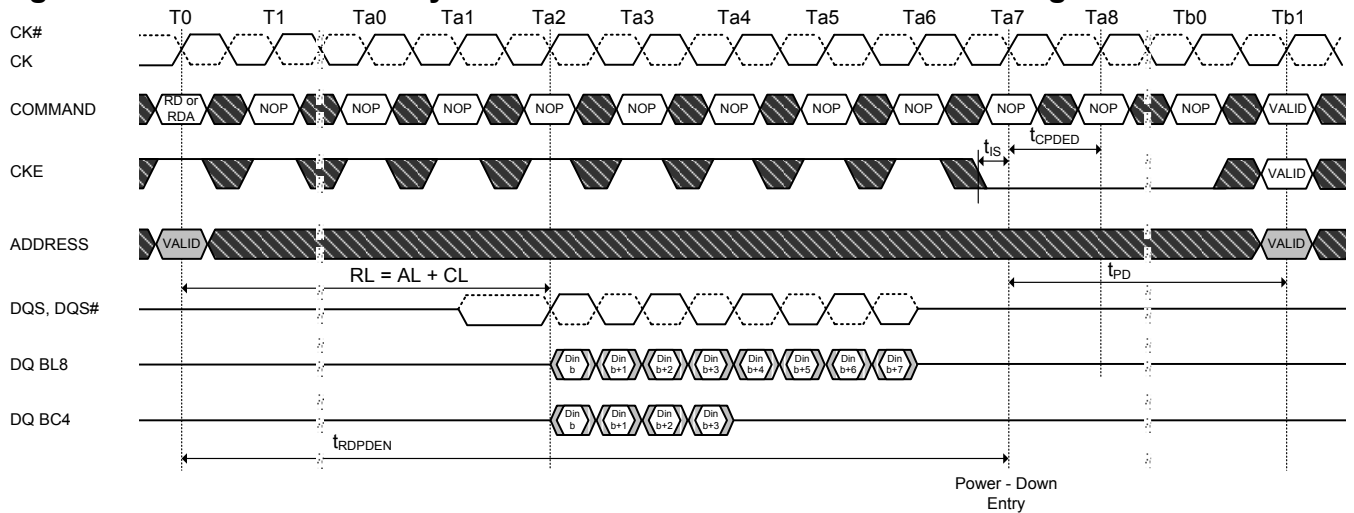 T0 T1 Ta0 Ta1 Ta2 Ta3 Ta4 Ta5 Ta6 Ta7 Ta8 Tb0 Tb1
CK#
CK
COMMAND RD or RDA NOP NOP NOP NOP NOP NOP NOP NOP NOP NOP NOP VALID
tIS tCPDED
CKE VALID
ADDRESS VALID VALID
RL = AL + CL tPD
DQS, DQS#
DQ BL8 Din b Din b+1 Din b+2 Din b+3 Din b+4 Din b+5 Din b+6 Din b+7
DQ BC4 Din b Din b+1 Din b+2 Din b+3
tRDPDEN
Power - Down
Entry